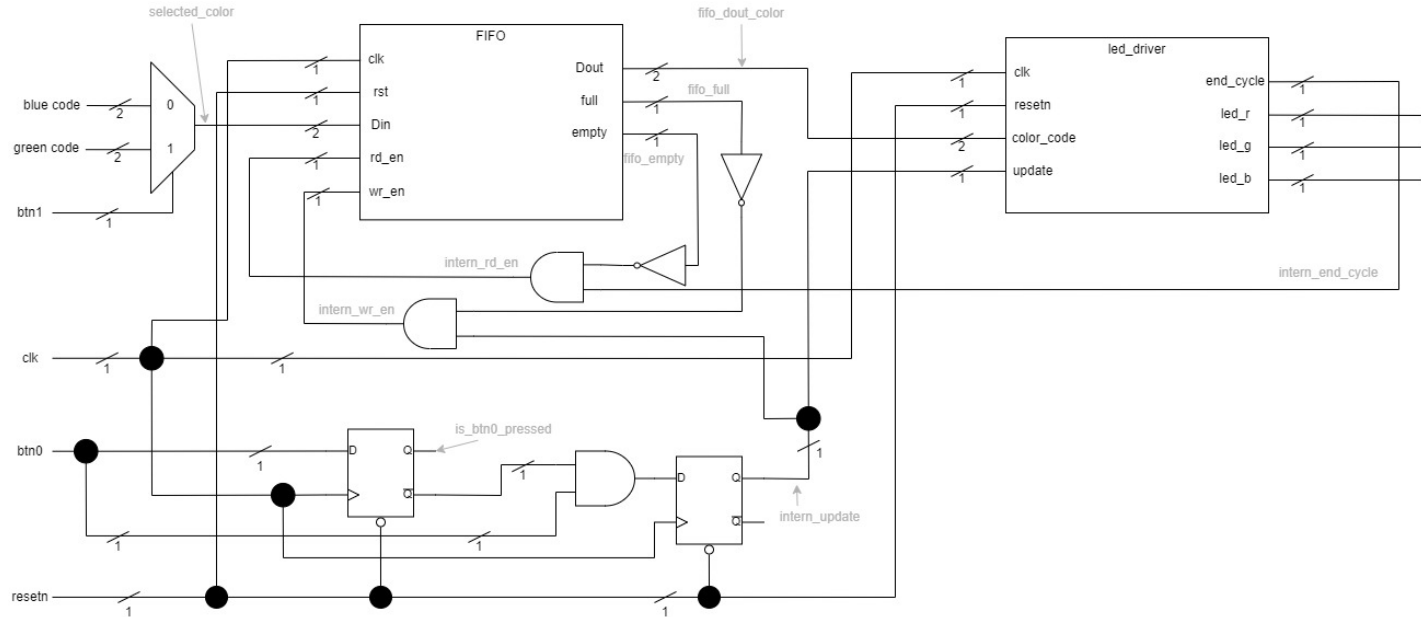 selected_color
fifo_dout_color
FIFO
led_driver
clk
1
rst
1
Din
2
rd_en
1
wr_en
1
Dout
2
full
1
fifo_full
empty
1
fifo_empty
clk
1
resetn
1
color_code
2
update
1
end_cycle
1
led_r
1
led_g
1
led_b
1
blue code
2
0
green code
2
1
btn1
1
intern_rd_en
intern_end_cycle
intern_wr_en
clk
1
1
btn0
1
D
Q
Q
is_btn0_pressed
1
1
1
D
Q
Q
1
intern_update
resetn
1
1